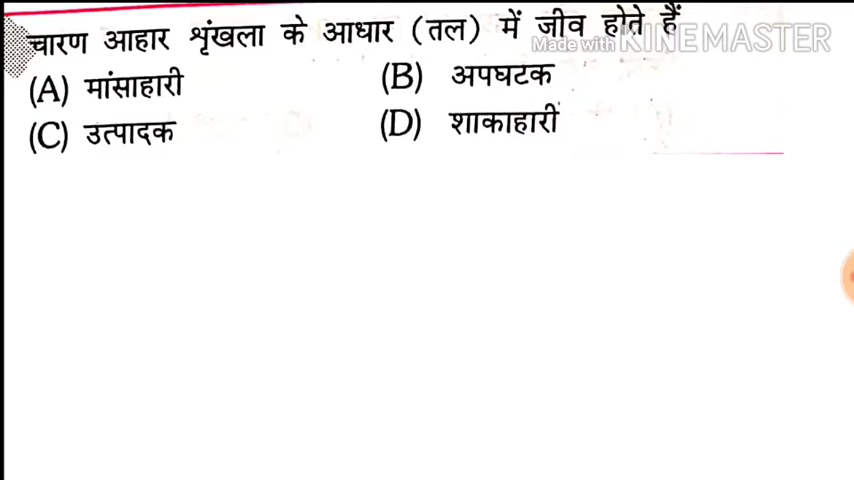 चारण आहार शृंखला के आधार (तल) में जीव होते हैं
Made with KINEMASTER
(A) मांसाहारी (B) अपघटक
(C) उत्पादक (D) शाकाहारी